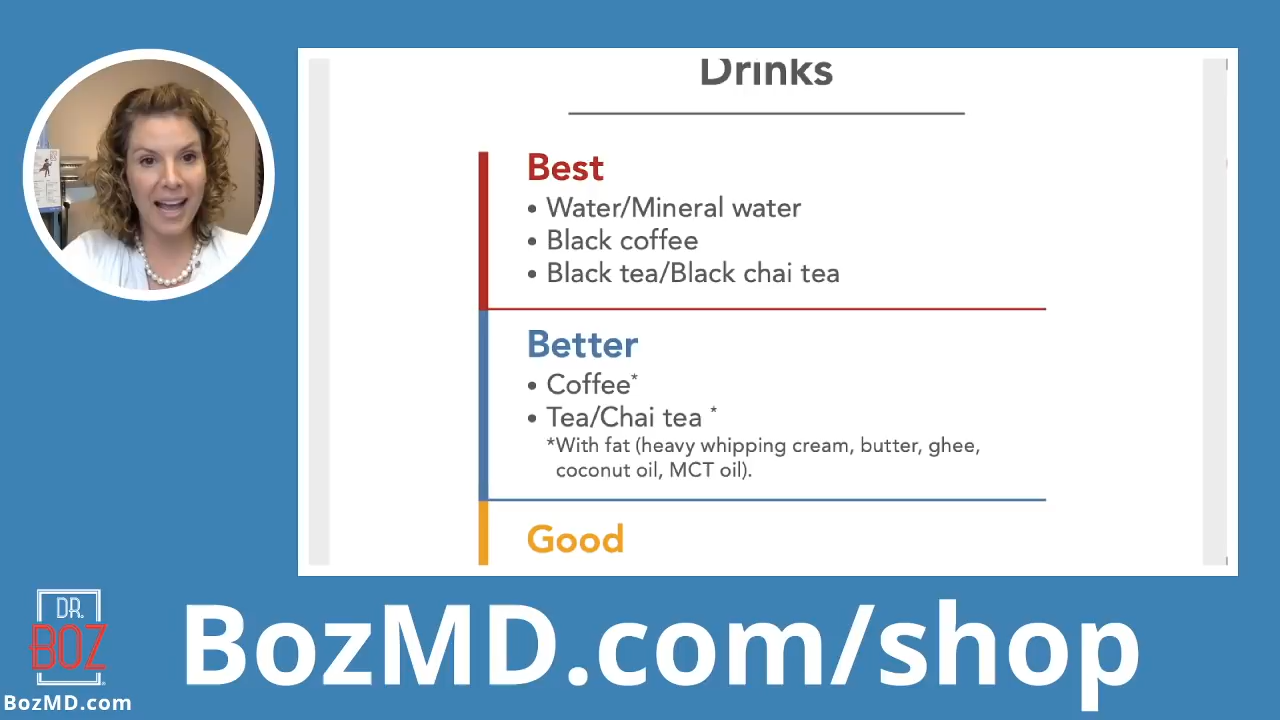 Drinks
Best
• Water/Mineral water
• Black coffee
• Black tea/Black chai tea
Better
• Coffee*
• Tea/Chai tea *
*With fat (heavy whipping cream, butter, ghee,
coconut oil, MCT oil).
Good
DR.
BOZ
BozMD.com
BozMD.com/shop